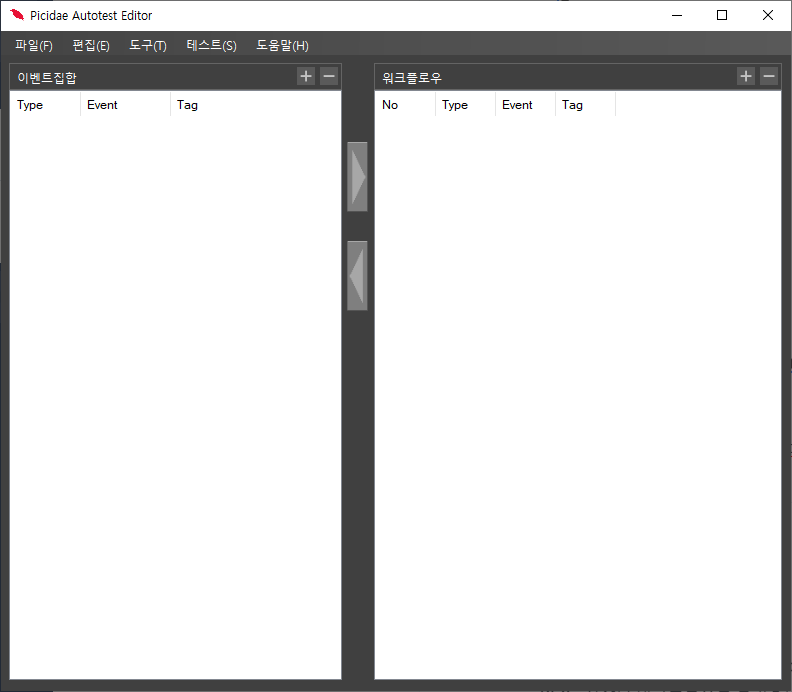 Picidae Autotest Editor
파일(F) 편집(E) 도구(T) 테스트(S) 도움말(H)
이벤트집합
Type Event Tag
워크플로우
No Type Event Tag